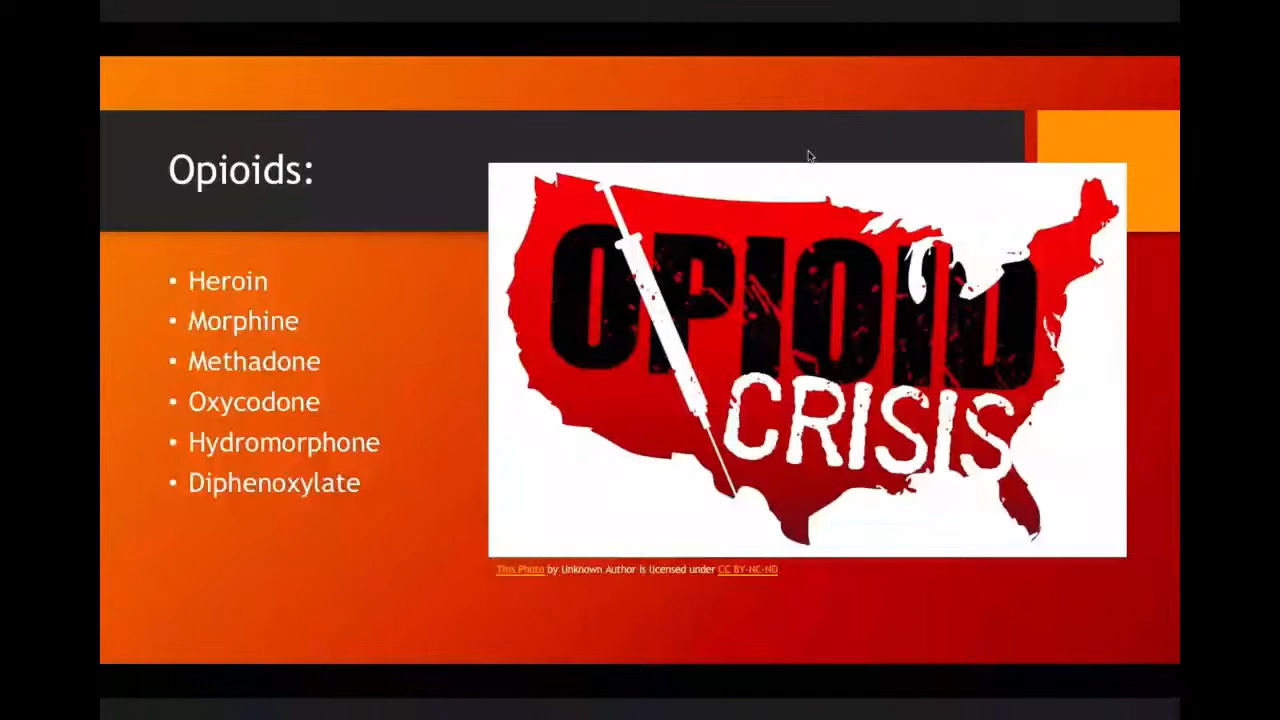 Opioids:
• Heroin
• Morphine
• Methadone
• Oxycodone
• Hydromorphone
• Diphenoxylate
OPIOID
CRISIS
This Photo by Unknown Author is licensed under CC BY-NC-ND